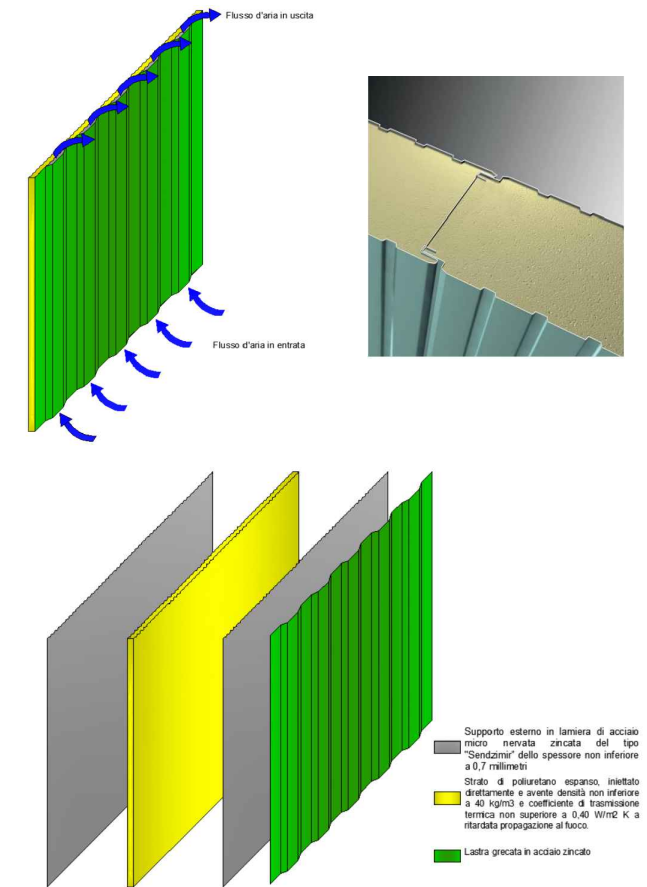 Flusso d'aria in uscita
Flusso d'aria in entrata
Supporto esterno in lamiera di acciaio
micro nervata zincata del tipo
"Sendzimir" dello spessore non inferiore
a 0,7 millimetri
Strato di poliuretano espanso, iniettato
direttamente e avente densità non inferiore
a 40 kg/m3 e coefficiente di trasmissione
termica non superiore a 0,40 W/m2 K a
ritardata propagazione al fuoco.
Lastra grecata in acciaio zincato